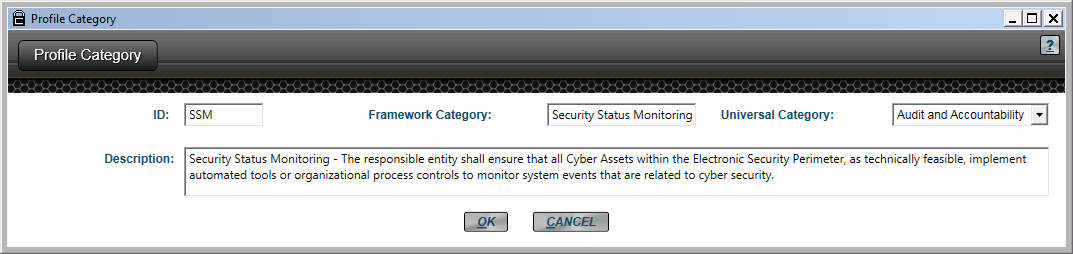 Profile Category
?
Profile Category
ID: SSM Framework Category: Security Status Monitoring Universal Category: Audit and Accountability
Description: Security Status Monitoring - The responsible entity shall ensure that all Cyber Assets within the Electronic Security Perimeter, as technically feasible, implement
automated tools or organizational process controls to monitor system events that are related to cyber security.
OK CANCEL